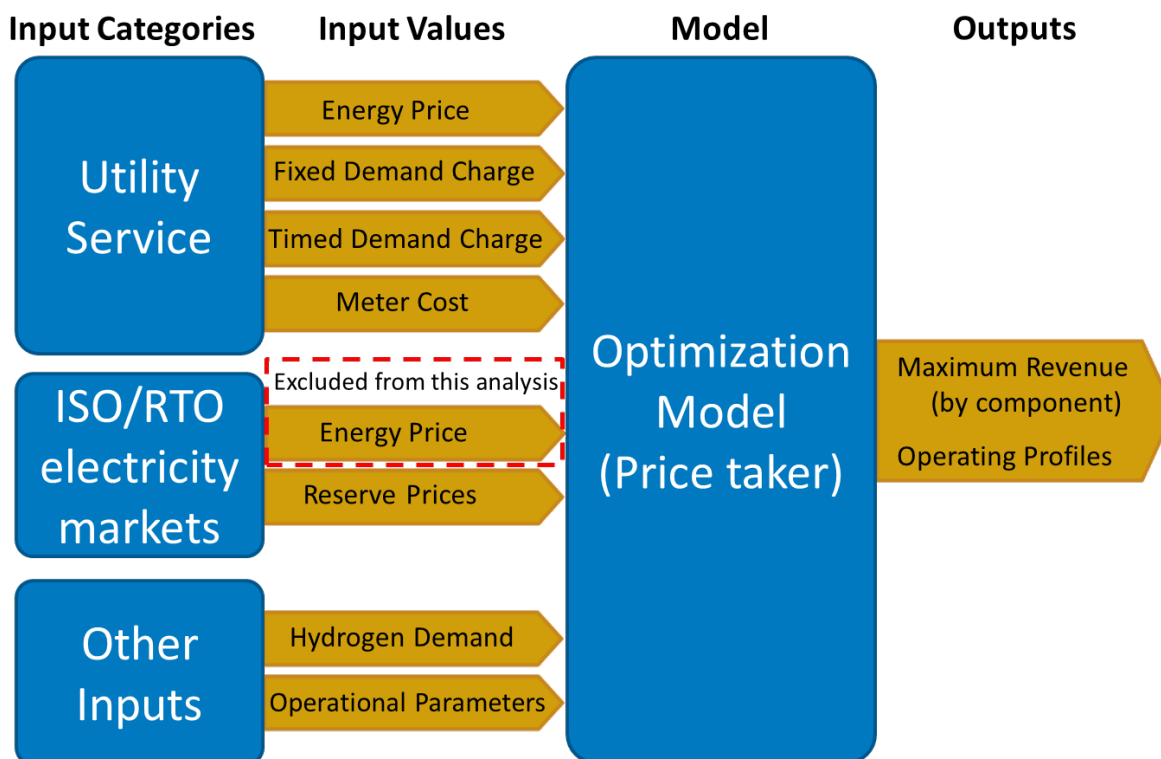 Input Categories
Input Values
Model
Outputs
Utility
Service
Energy Price
Fixed Demand Charge
Timed Demand Charge
Meter Cost
ISO/RTO
electricity
markets
Excluded from this analysis
Energy Price
Reserve Prices
Other
Inputs
Hydrogen Demand
Operational Parameters
Optimization
Model
(Price taker)
Maximum Revenue
(by component)
Operating Profiles